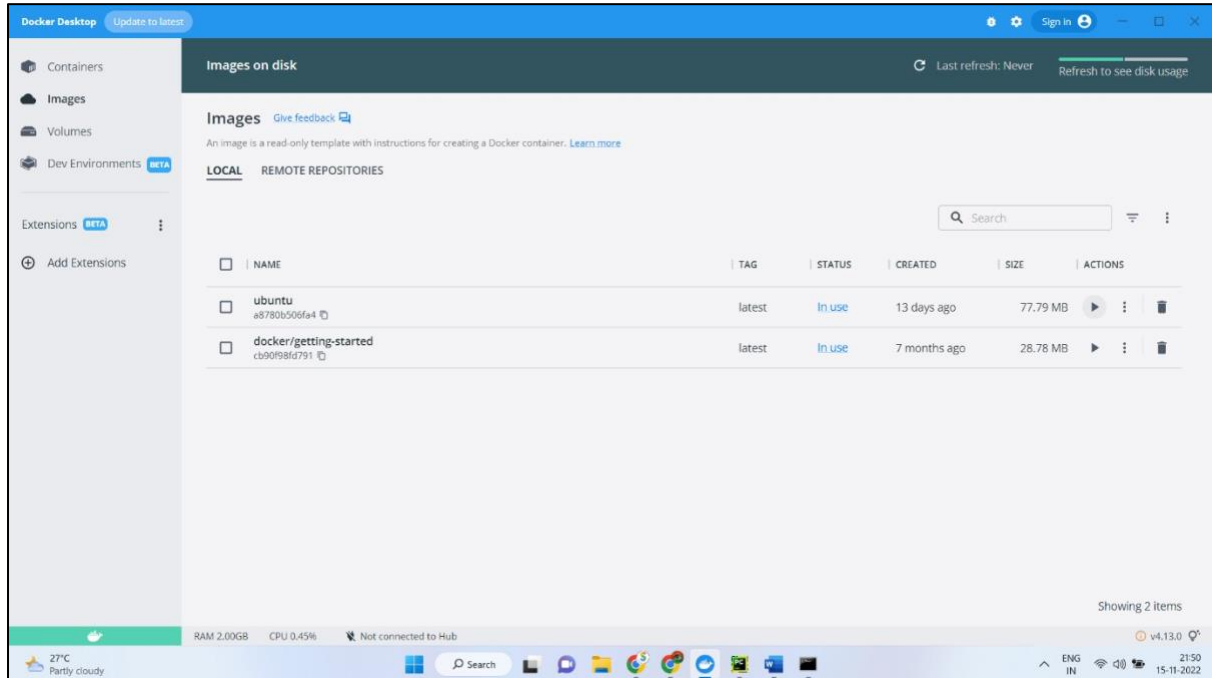 Docker Desktop Update to latest Sign in
Containers
Images
Volumes
Dev Environments BETA
Extensions BETA
Add Extensions
Images on disk Last refresh: Never Refresh to see disk usage
Images Give feedback
An image is a read-only template with instructions for creating a Docker container. Learn more
LOCAL REMOTE REPOSITORIES
Search
NAME TAG STATUS CREATED SIZE ACTIONS
ubuntu latest In use 13 days ago 77.79 MB
a8780b506fa4
docker/getting-started latest In use 7 months ago 28.78 MB
cb90f98fd791
Showing 2 items
RAM 2.00GB CPU 0.45% Not connected to Hub v4.13.0
27°C
Partly cloudy
Search
ENG
IN
21:50
15-11-2022